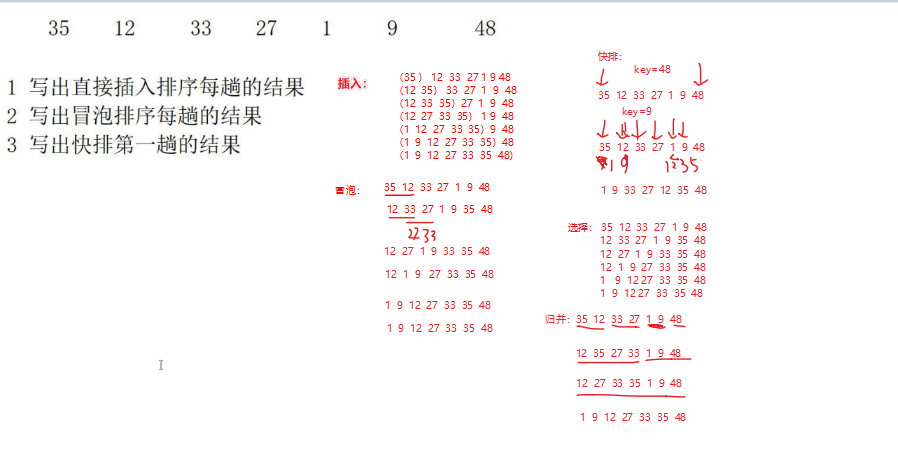 35 12 33 27 1 9 48
1 写出直接插入排序每趟的结果
2 写出冒泡排序每趟的结果
3 写出快排第一趟的结果
插入：
(35) 12 33 27 1 9 48
(12 35) 33 27 1 9 48
(12 33 35) 27 1 9 48
(12 27 33 35) 1 9 48
(1 12 27 33 35) 9 48
(1 9 12 27 33 35) 48
(1 9 12 27 33 35 48)
冒泡：
35 12 33 27 1 9 48
12 33 27 1 9 35 48
33
12 27 1 9 33 35 48
12 1 9 27 33 35 48
1 9 12 27 33 35 48
1 9 12 27 33 35 48
快排：
key=48
35 12 33 27 1 9 48
key=9
35 12 33 27 1 9 48
1 9 12 35
1 9 33 27 12 35 48
选择：
35 12 33 27 1 9 48
12 33 27 1 9 35 48
12 27 1 9 33 35 48
12 1 9 27 33 35 48
1 9 12 27 33 35 48
1 9 12 27 33 35 48
归并：
35 12 33 27 1 9 48
12 35 27 33 1 9 48
12 27 33 35 1 9 48
1 9 12 27 33 35 48